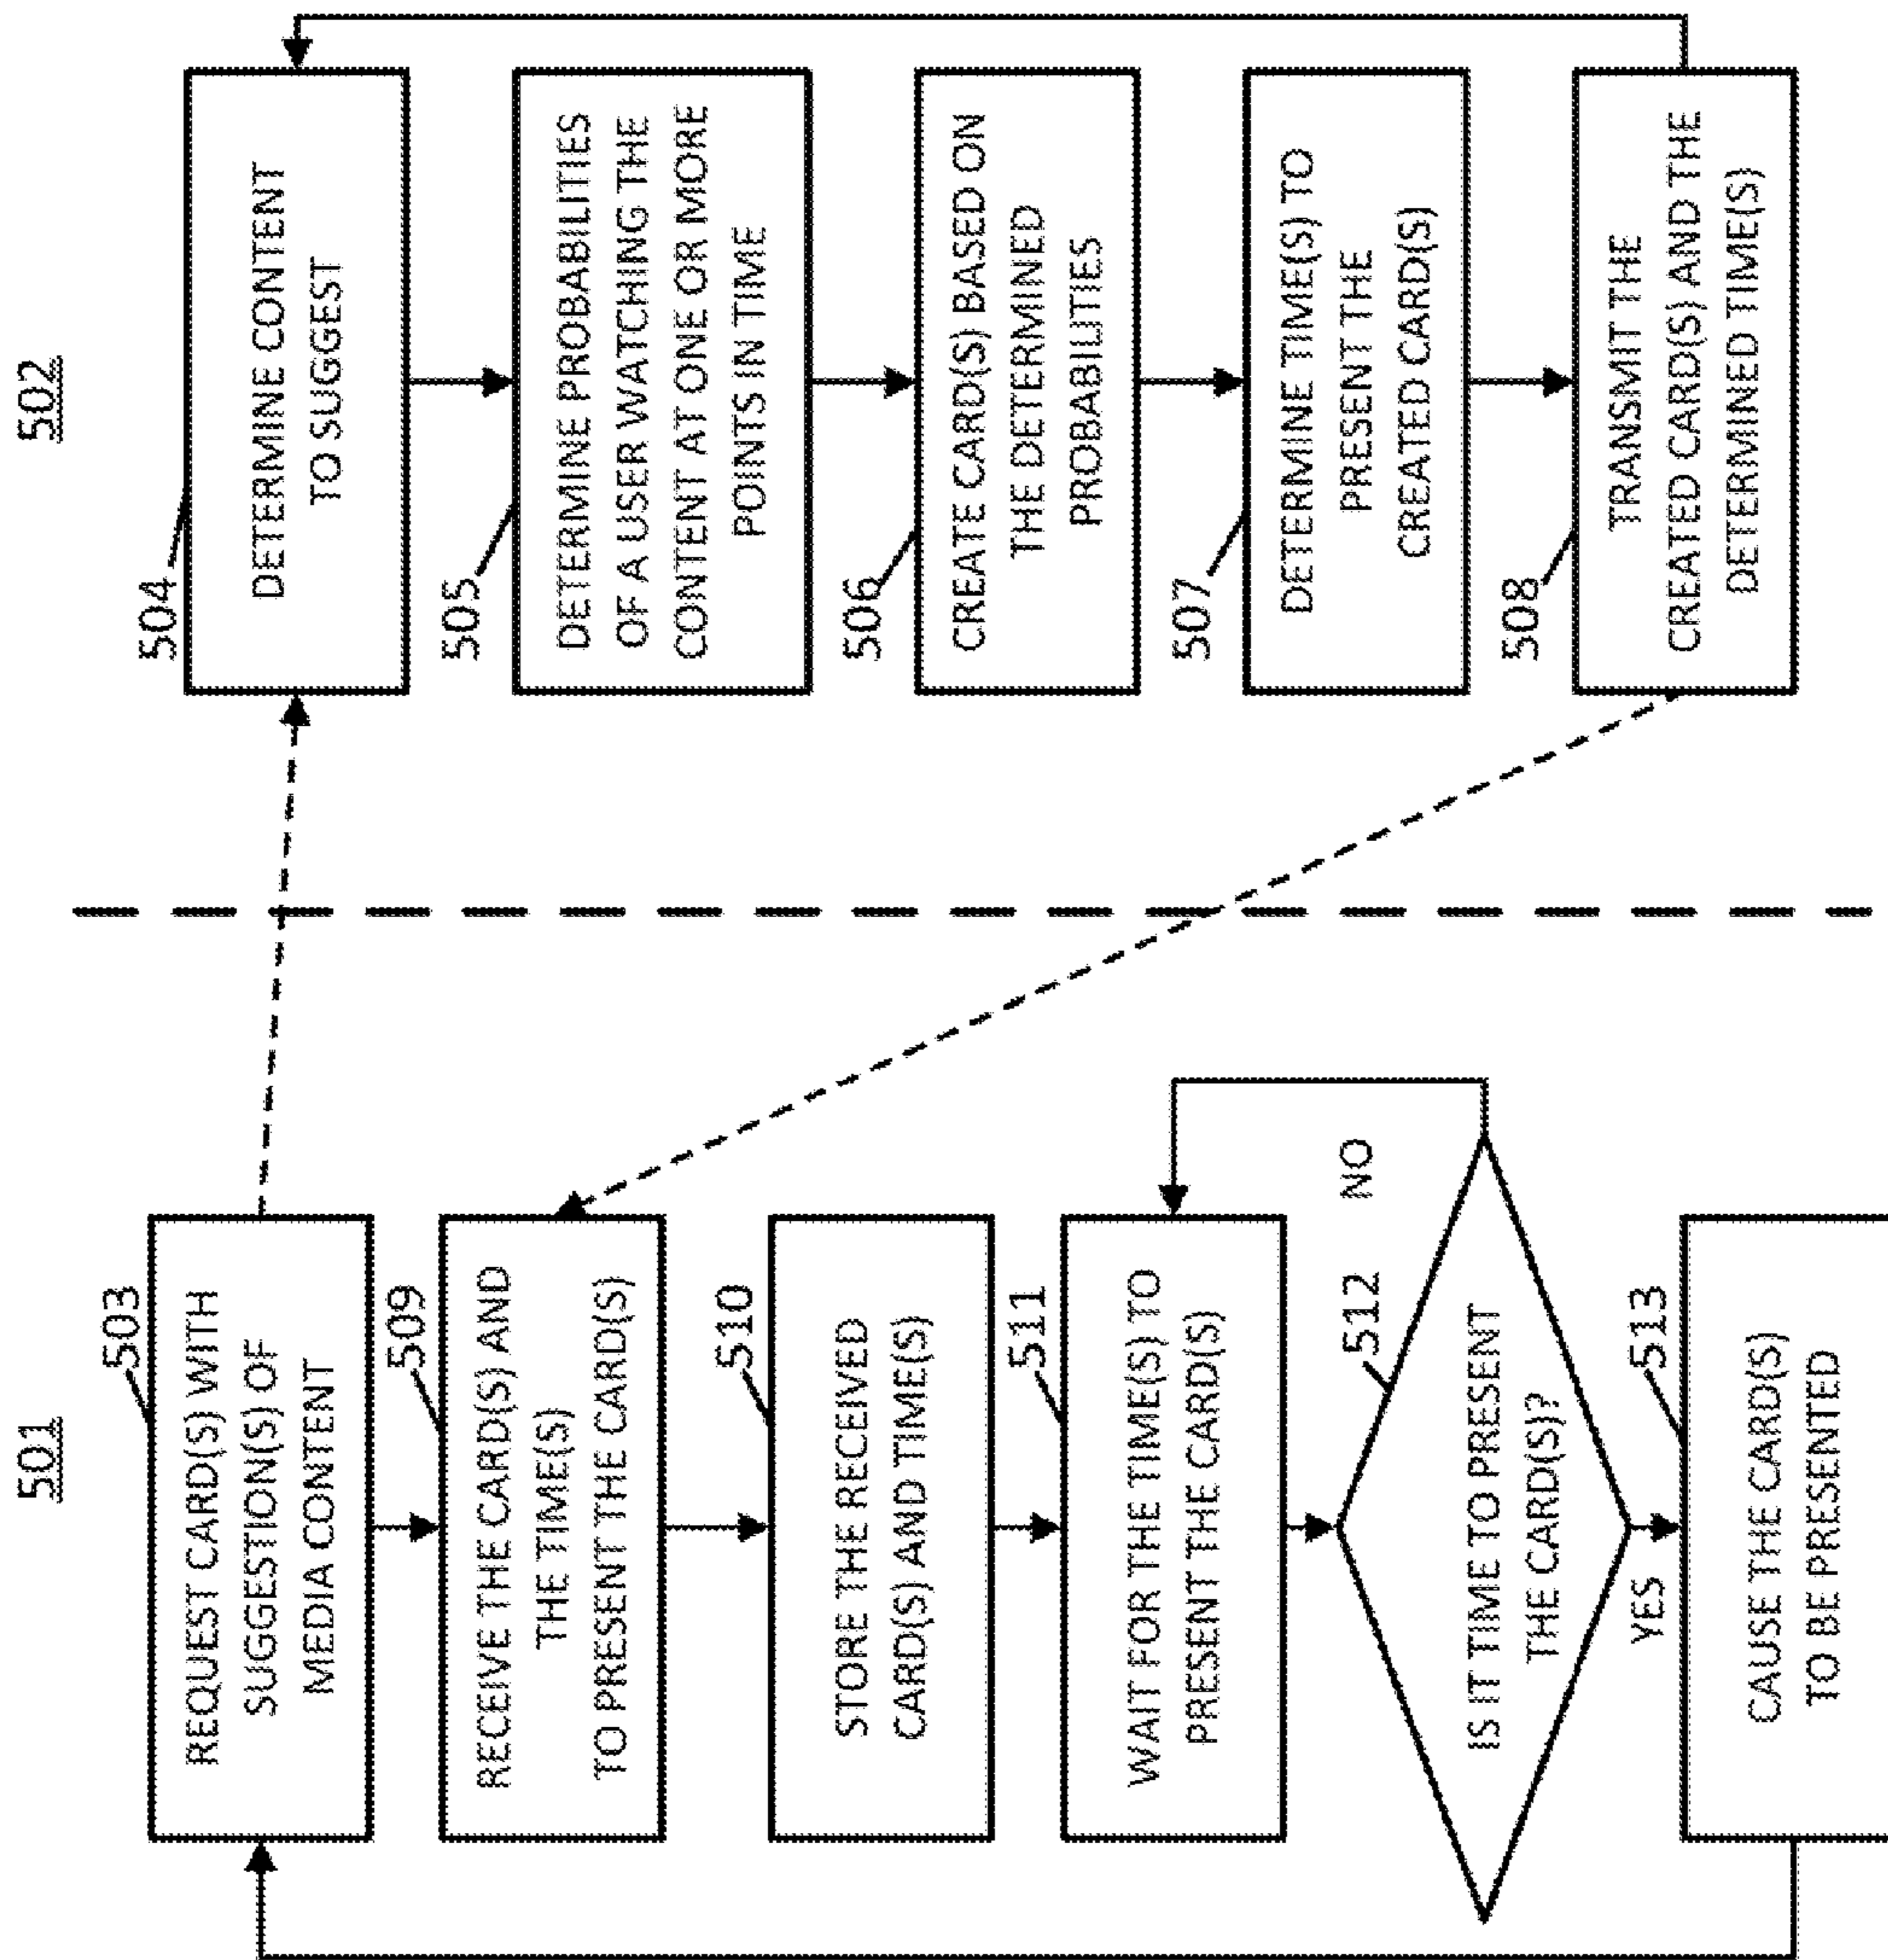 501
503
REQUEST CARD(S) WITH
SUGGESTION(S) OF
MEDIA CONTENT
509
RECEIVE THE CARD(S) AND
THE TIME(S)
TO PRESENT THE CARD(S)
510
STORE THE RECEIVED
CARD(S) AND TIME(S)
511
WAIT FOR THE TIME(S) TO
PRESENT THE CARD(S)
NO
512
IS IT TIME TO PRESENT
THE CARD(S)?
YES
513
CAUSE THE CARD(S)
TO BE PRESENTED
502
504
DETERMINE CONTENT
TO SUGGEST
505
DETERMINE PROBABILITIES
OF A USER WATCHING THE
CONTENT AT ONE OR MORE
POINTS IN TIME
506
CREATE CARD(S) BASED ON
THE DETERMINED
PROBABILITIES
507
DETERMINE TIME(S) TO
PRESENT THE
CREATED CARD(S)
508
TRANSMIT THE
CREATED CARD(S) AND THE
DETERMINED TIME(S)